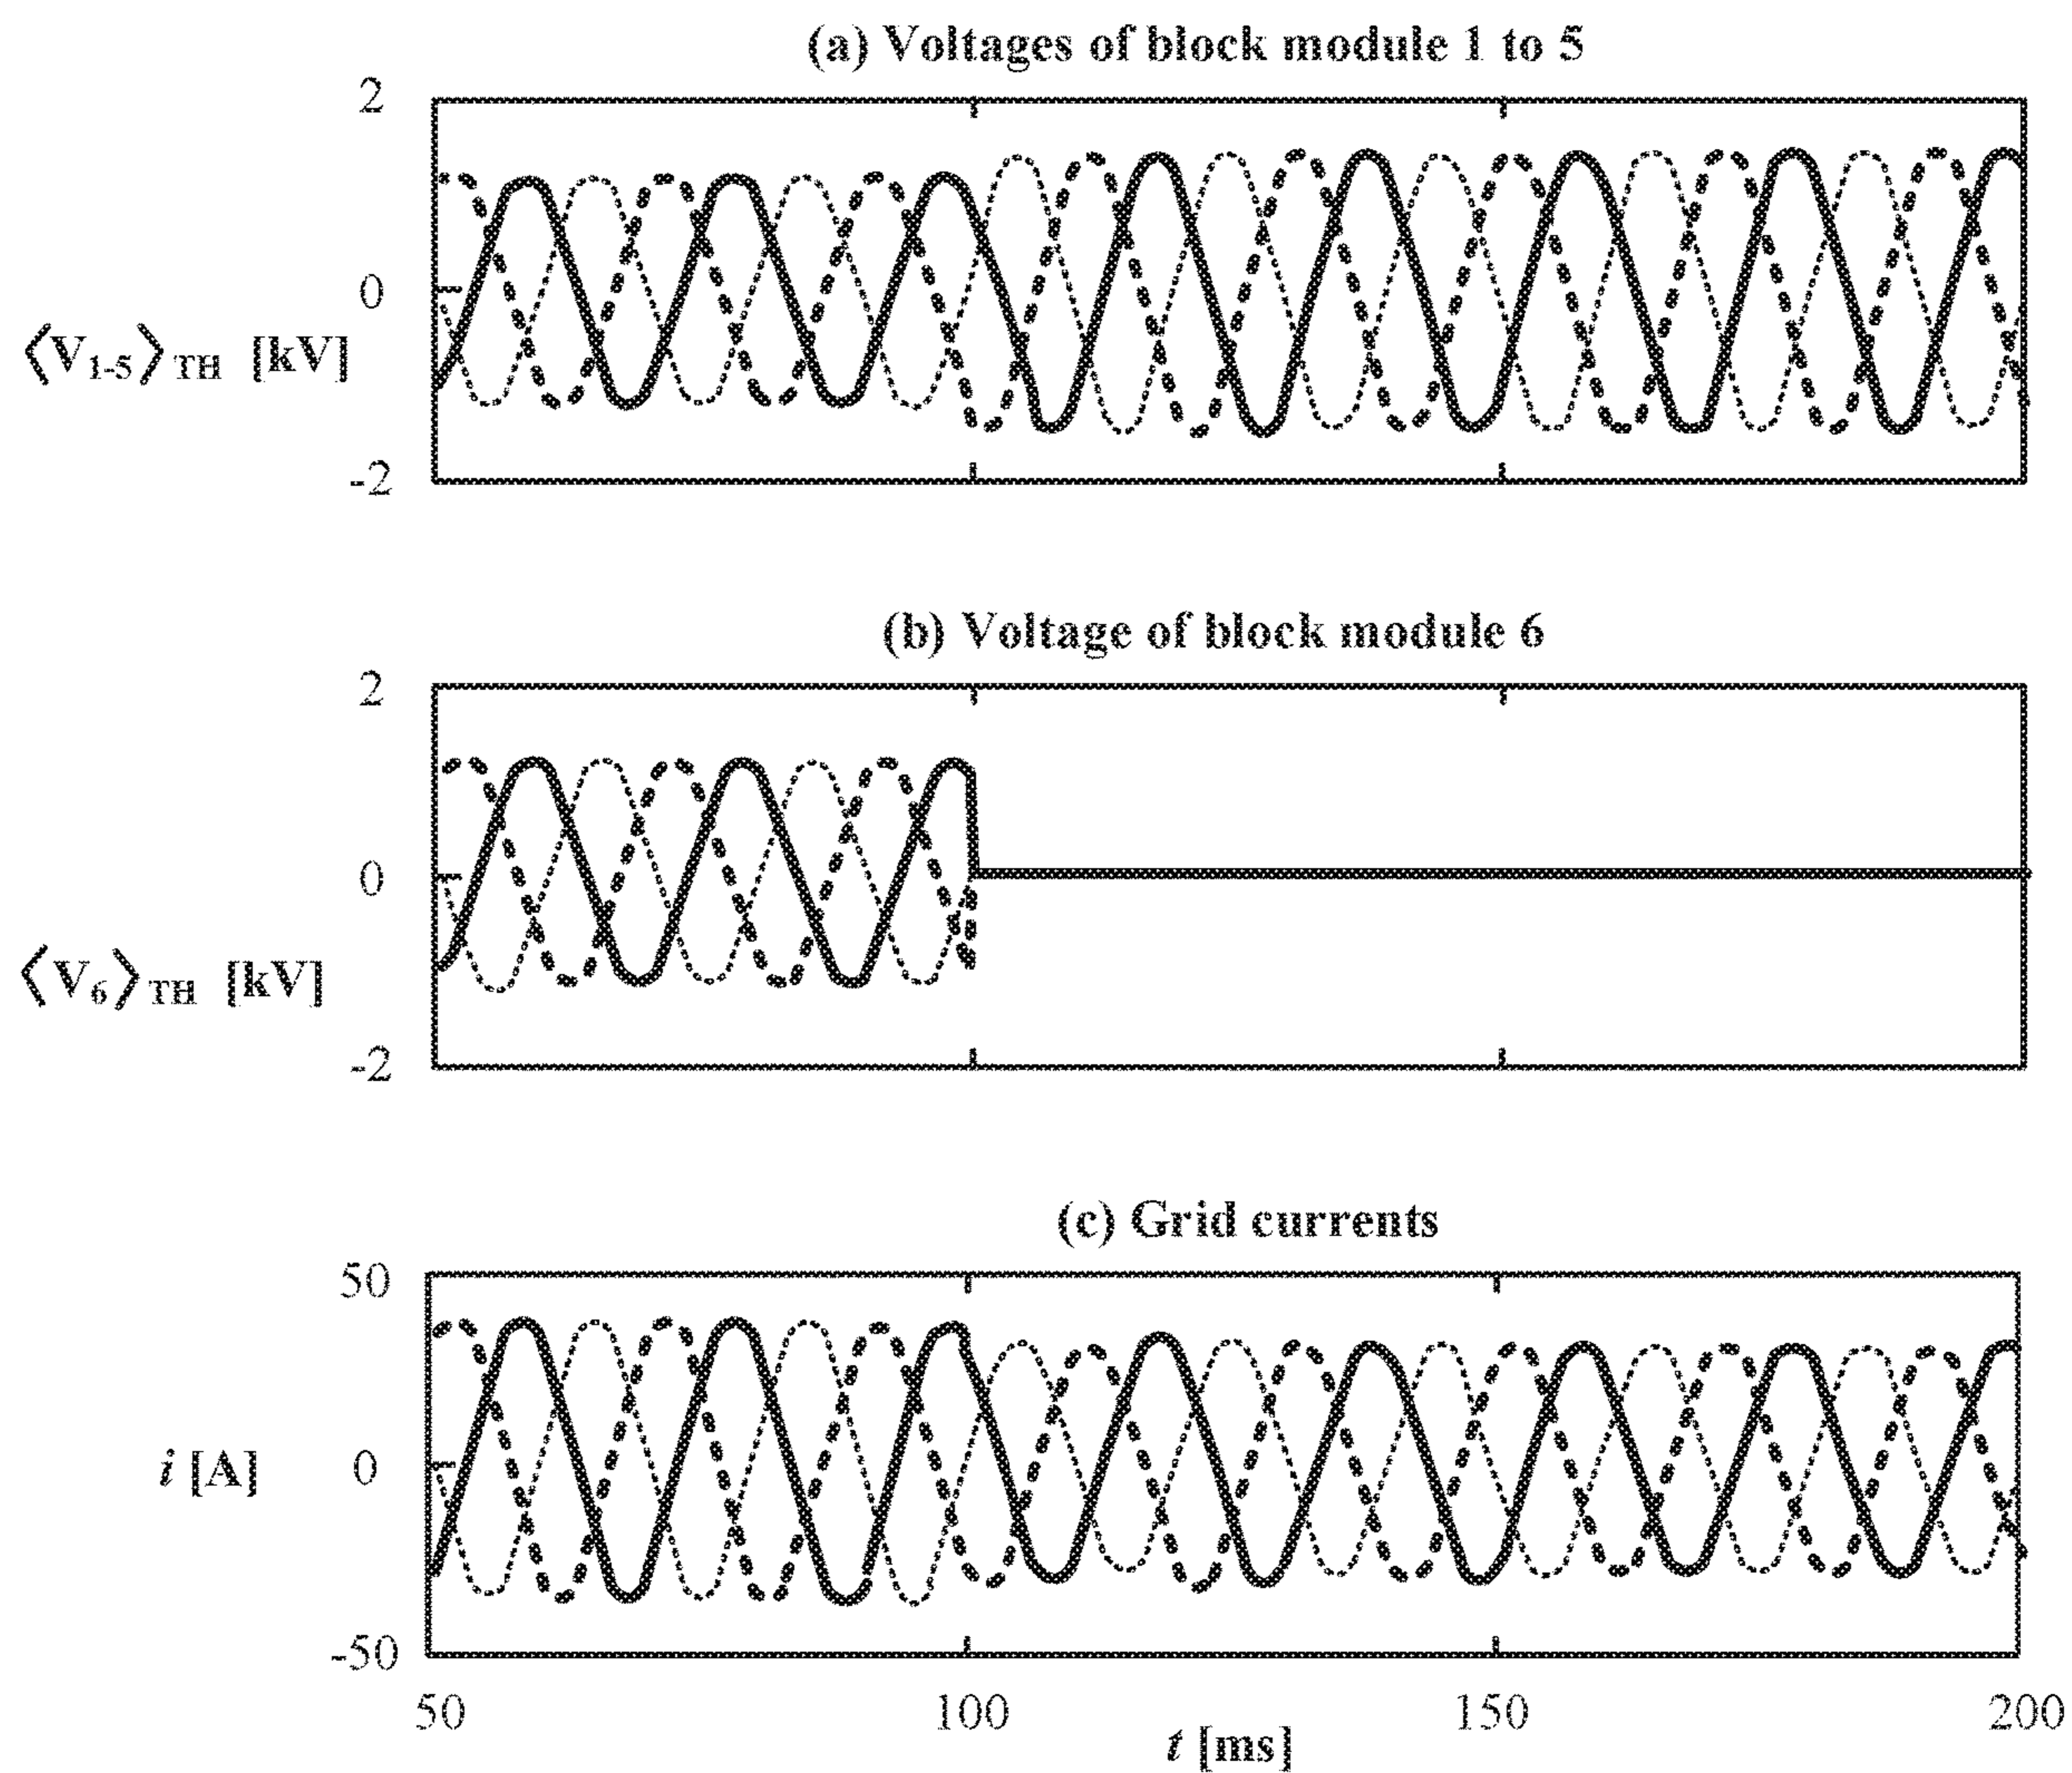 (a) Voltages of block module 1 to 5
2
0
⟨V1-5⟩TH [kV]
-2
(b) Voltage of block module 6
2
0
⟨V6⟩TH [kV]
-2
(c) Grid currents
50
i [A] 0
-50
50 100 150 200
t [ms]